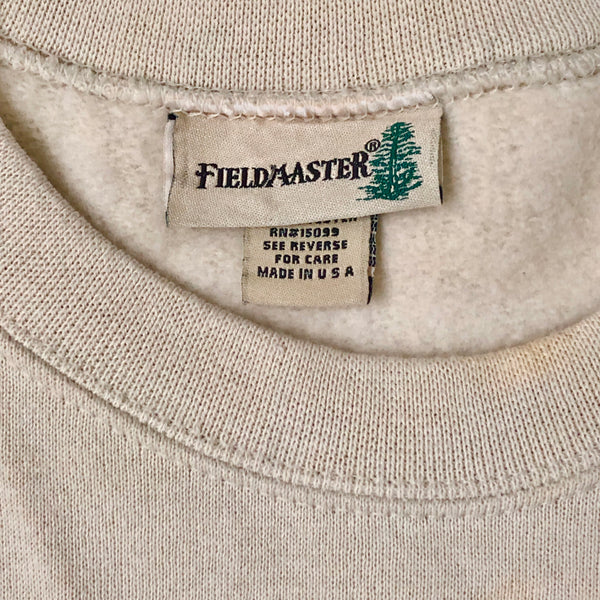 FIELDMASTER®
RN#15099
SEE REVERSE
FOR CARE
MADE IN U S A